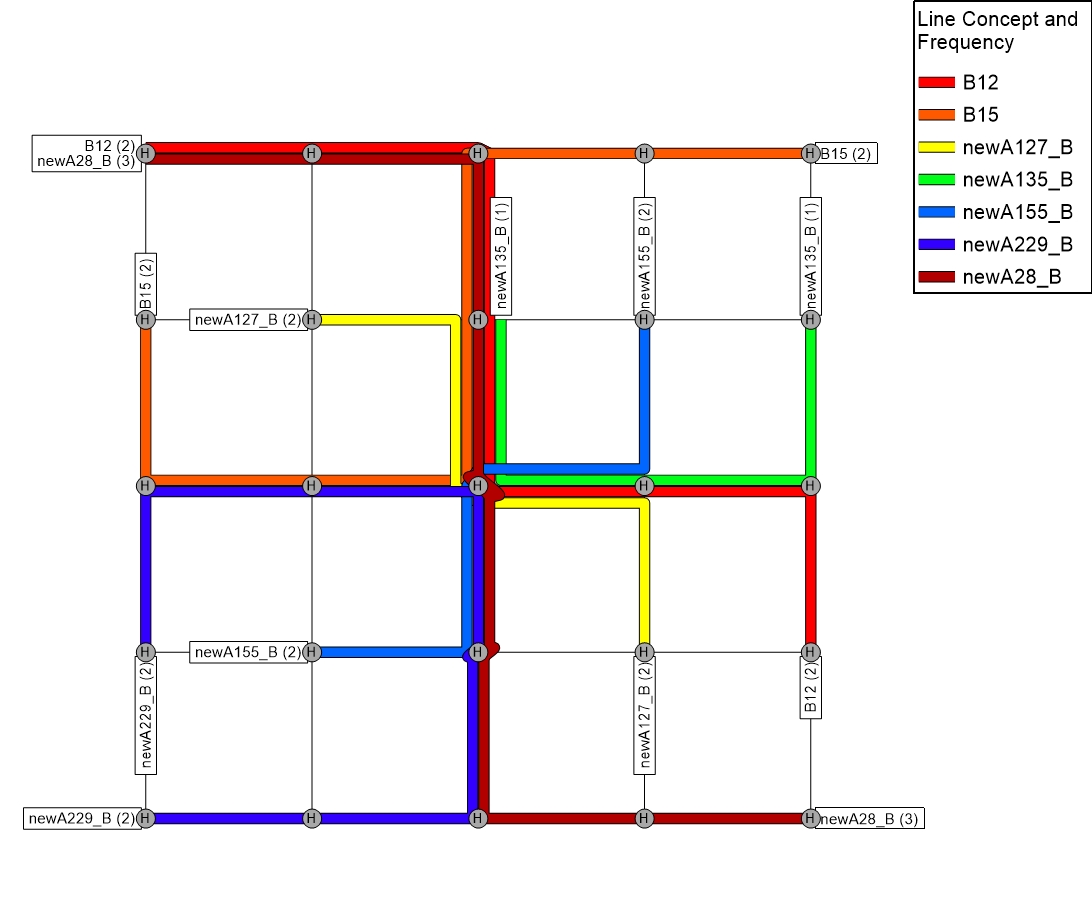 Line Concept and
Frequency
B12
B15
newA127_B
newA135_B
newA155_B
newA229_B
newA28_B
B12 (2)
newA28_B (3)
H
H
H
H
H
B15 (2)
B15 (2)
newA135_B (1)
newA155_B (2)
newA135_B (1)
H
newA127_B (2)
H
H
H
H
H
H
H
H
H
H
newA155_B (2)
H
H
H
H
newA229_B (2)
newA127_B (2)
B12 (2)
newA229_B (2)
H
H
H
H
H
newA28_B (3)